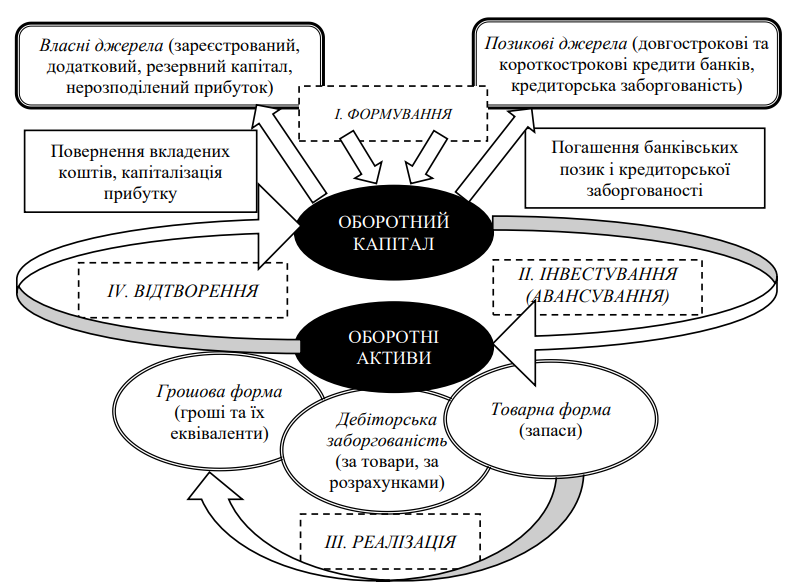 Власні джерела (зареєстрований,
додатковий, резервний капітал,
нерозподілений прибуток)
Позикові джерела (довгострокові та
короткострокові кредити банків,
кредиторська заборгованість)
І. ФОРМУВАННЯ
Повернення вкладених
коштів, капіталізація
прибутку
Погашення банківських
позик і кредиторської
заборгованості
ОБОРОТНИЙ
КАПІТАЛ
IV. ВІДТВОРЕННЯ
ІІ. ІНВЕСТУВАННЯ
(АВАНСУВАННЯ)
ОБОРОТНІ
АКТИВИ
Грошова форма
(гроші та їх
еквіваленти)
Дебіторська
заборгованість
(за товари, за
розрахунками)
Товарна форма
(запаси)
ІІІ. РЕАЛІЗАЦІЯ